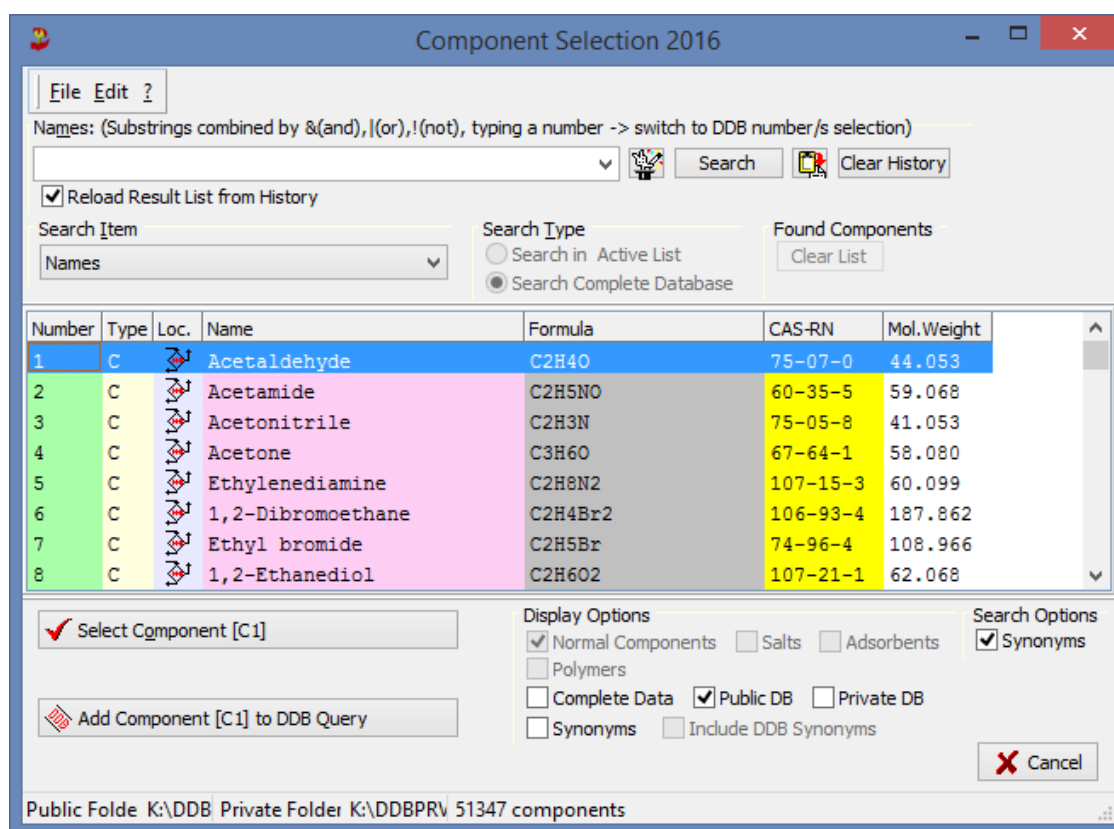 Component Selection 2016
File Edit ?
Names: (Substrings combined by &(and),|(or),!(not), typing a number -> switch to DDB number/s selection)
Search Clear History
Reload Result List from History
Search Item Search Type Found Components
Names Search in Active List Clear List
Search Complete Database
Number Type Loc. Name Formula CAS-RN Mol.Weight
1 C Acetaldehyde C2H4O 75-07-0 44.053
2 C Acetamide C2H5NO 60-35-5 59.068
3 C Acetonitrile C2H3N 75-05-8 41.053
4 C Acetone C3H6O 67-64-1 58.080
5 C Ethylenediamine C2H8N2 107-15-3 60.099
6 C 1,2-Dibromoethane C2H4Br2 106-93-4 187.862
7 C Ethyl bromide C2H5Br 74-96-4 108.966
8 C 1,2-Ethanediol C2H6O2 107-21-1 62.068
Display Options Search Options
Select Component [C1] Normal Components Salts Adsorbents Synonyms
Polymers
Complete Data Public DB Private DB
DDB Add Component [C1] to DDB Query
Synonyms Include DDB Synonyms
Cancel
Public Folde K:\DDB Private Folder K:\DDBPRV 51347 components